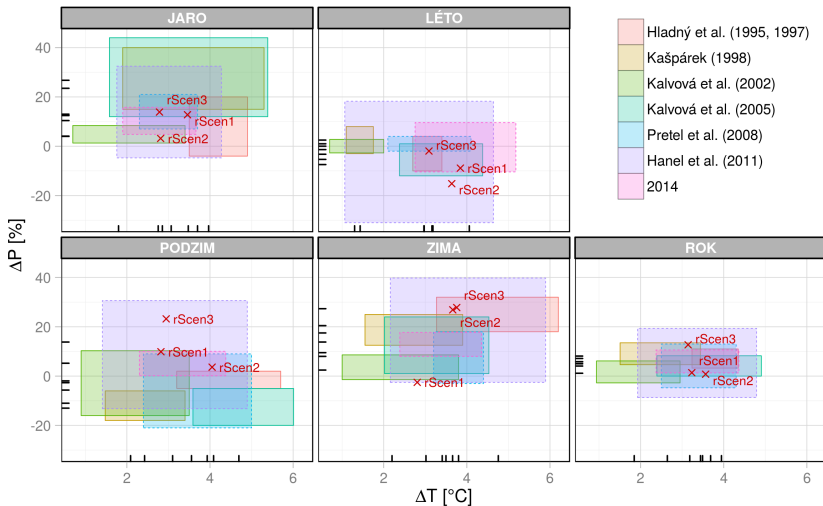 JARO
LÉTO
40
20
0
-20
rScen3
rScen1
rScen2
rScen3
rScen1
rScen2
Hladný et al. (1995, 1997)
Kašpárek (1998)
Kalvová et al. (2002)
Kalvová et al. (2005)
Pretel et al. (2008)
Hanel et al. (2011)
2014
ΔP [%]
PODZIM
ZIMA
ROK
40
20
0
-20
rScen3
rScen1
rScen2
rScen3
rScen2
rScen1
rScen3
rScen1
rScen2
2
4
6
2
4
6
2
4
6
ΔT [°C]